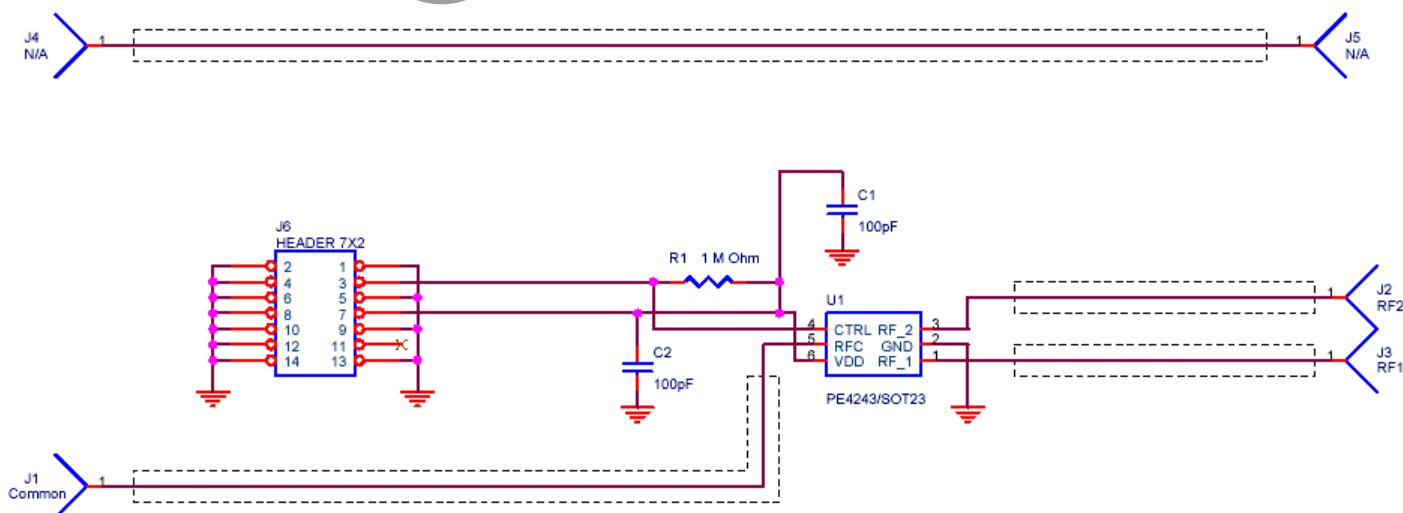 J4
N/A
1
1
J5
N/A
C1
100pF
J6
HEADER 7X2
R1 1 M Ohm
2 1
4 3
6 5
8 7
10 9
12 11
14 13
U1
4 CTRL RF_2 3
5 RFC GND 2
6 VDD RF_1 1
PE4243/SOT23
C2
100pF
1
J2
RF2
1
J3
RF1
J1
Common
1